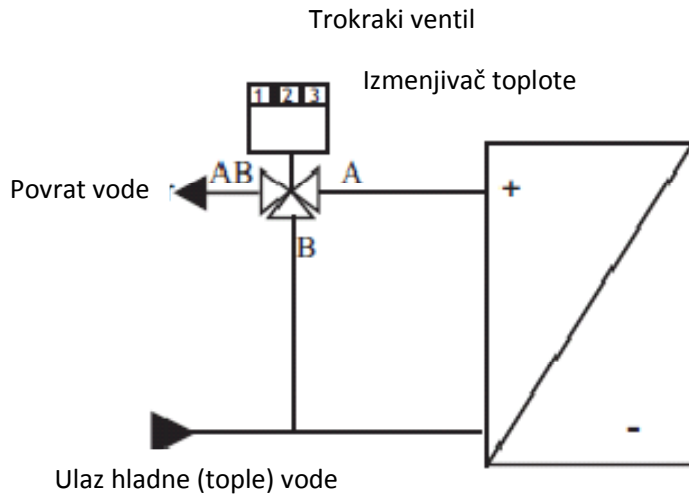 Trokraki ventil
Izmenjivač toplote
1 2 3
Povrat vode
AB
A
+
B
-
Ulaz hladne (tople) vode